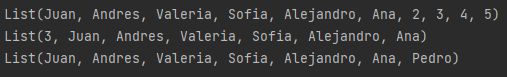 List(Juan, Andres, Valeria, Sofia, Alejandro, Ana, 2, 3, 4, 5)
List(3, Juan, Andres, Valeria, Sofia, Alejandro, Ana)
List(Juan, Andres, Valeria, Sofia, Alejandro, Ana, Pedro)